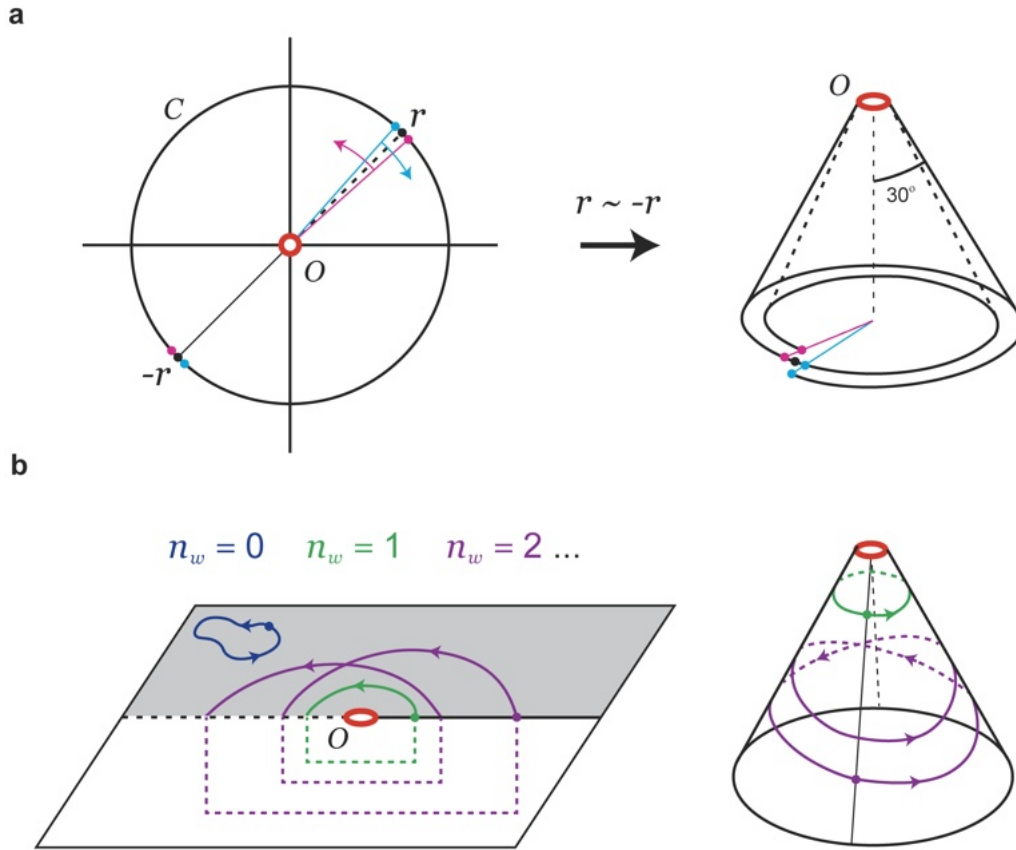 a
C
r
O
-r
r ~ -r
O
30°
b
n_w = 0 n_w = 1 n_w = 2 ...
O